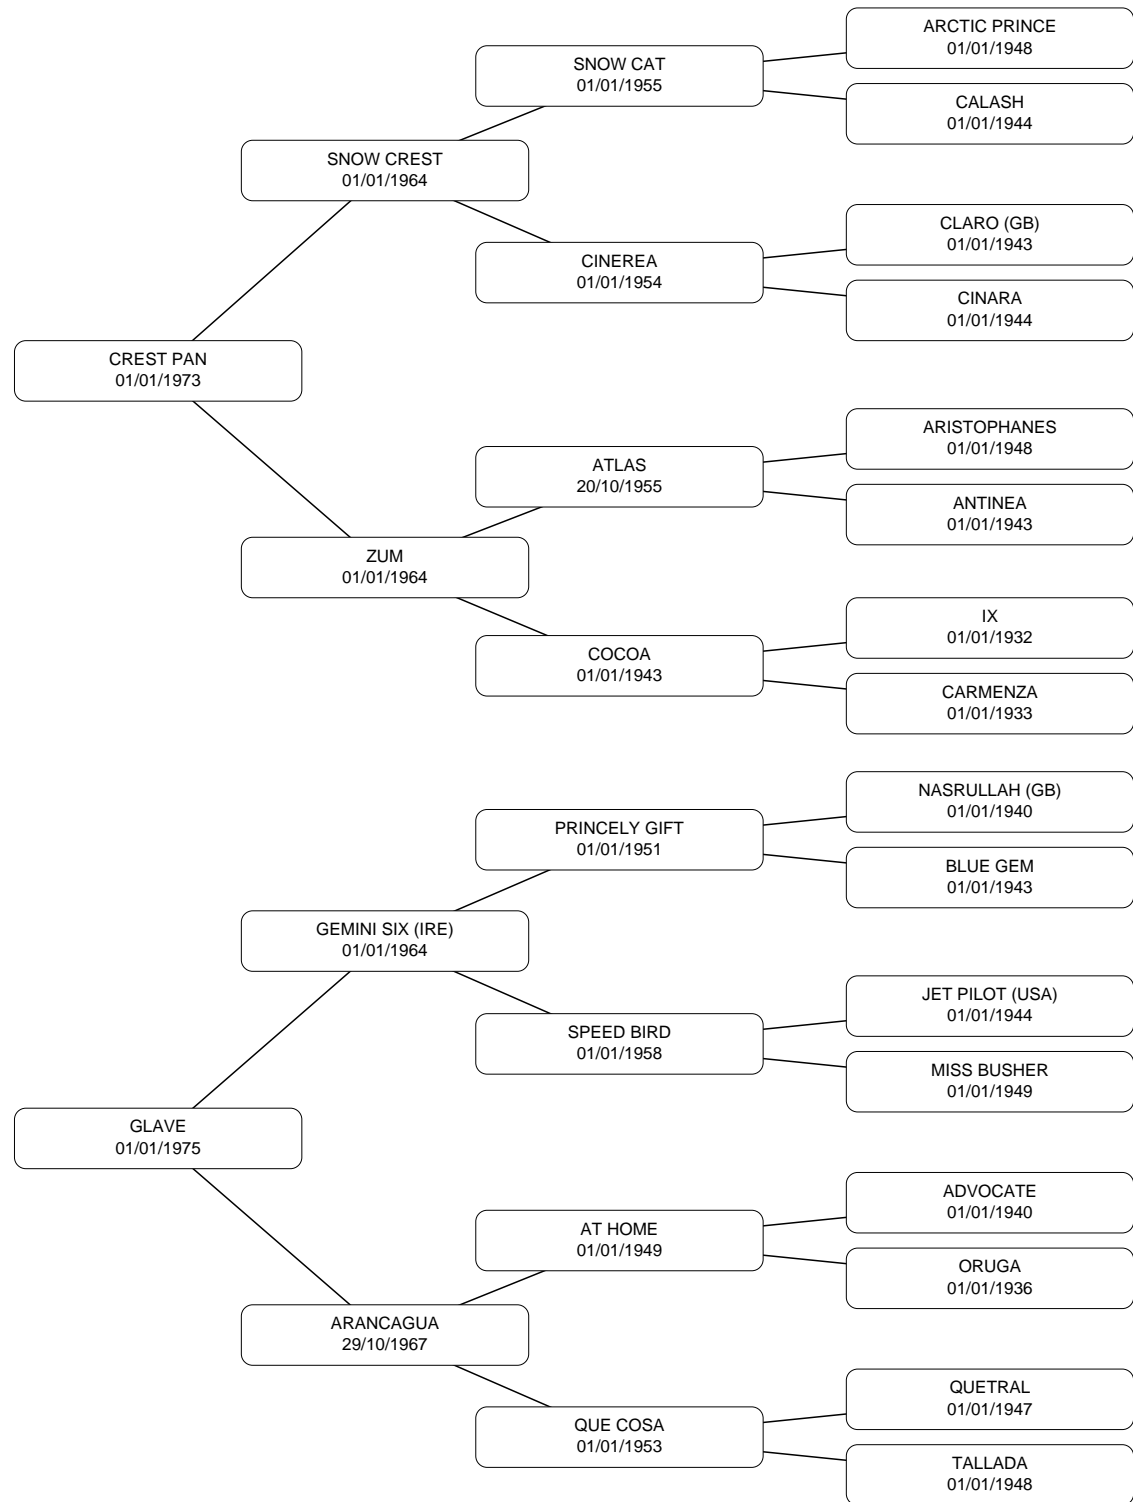 ARCTIC PRINCE
01/01/1948
SNOW CAT
01/01/1955
CALASH
01/01/1944
SNOW CREST
01/01/1964
CLARO (GB)
01/01/1943
CINEREA
01/01/1954
CINARA
01/01/1944
CREST PAN
01/01/1973
ARISTOPHANES
01/01/1948
ATLAS
20/10/1955
ANTINEA
01/01/1943
ZUM
01/01/1964
IX
01/01/1932
COCOA
01/01/1943
CARMENZA
01/01/1933
NASRULLAH (GB)
01/01/1940
PRINCELY GIFT
01/01/1951
BLUE GEM
01/01/1943
GEMINI SIX (IRE)
01/01/1964
JET PILOT (USA)
01/01/1944
SPEED BIRD
01/01/1958
MISS BUSHER
01/01/1949
GLAVE
01/01/1975
ADVOCATE
01/01/1940
AT HOME
01/01/1949
ORUGA
01/01/1936
ARANCAGUA
29/10/1967
QUETRAL
01/01/1947
QUE COSA
01/01/1953
TALLADA
01/01/1948